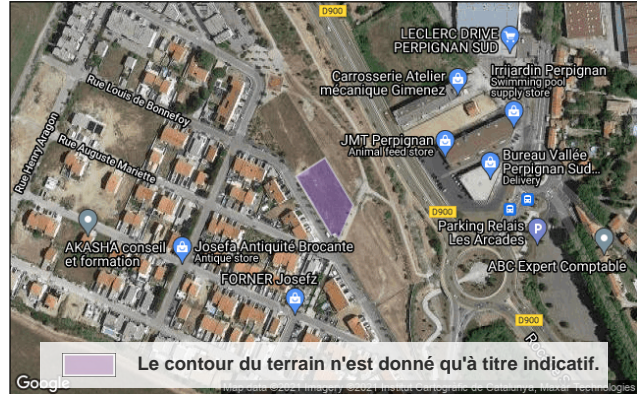 D900
LECLERC DRIVE
PERPIGNAN SUD
Carrosserie Atelier
mécanique Gimenez
Irrijardin Perpignan
Swimming pool
supply store
Rue Louis de Bonnefoy
Rue Henry Aragon
Rue Auguste Mariette
JMT Perpignan
Animal feed store
Bureau Vallée
Perpignan Sud...
Delivery
D900
Parking Relais
Les Arcades
P
AKASHA conseil
et formation
Josefa Antiquité Brocante
Antique store
ABC Expert Comptable
FORNER Josefz
D900
Le contour du terrain n'est donné qu'à titre indicatif.
Google
Map data ©2021 Imagery ©2021 Institut Cartogràfic de Catalunya, Maxar Technologies